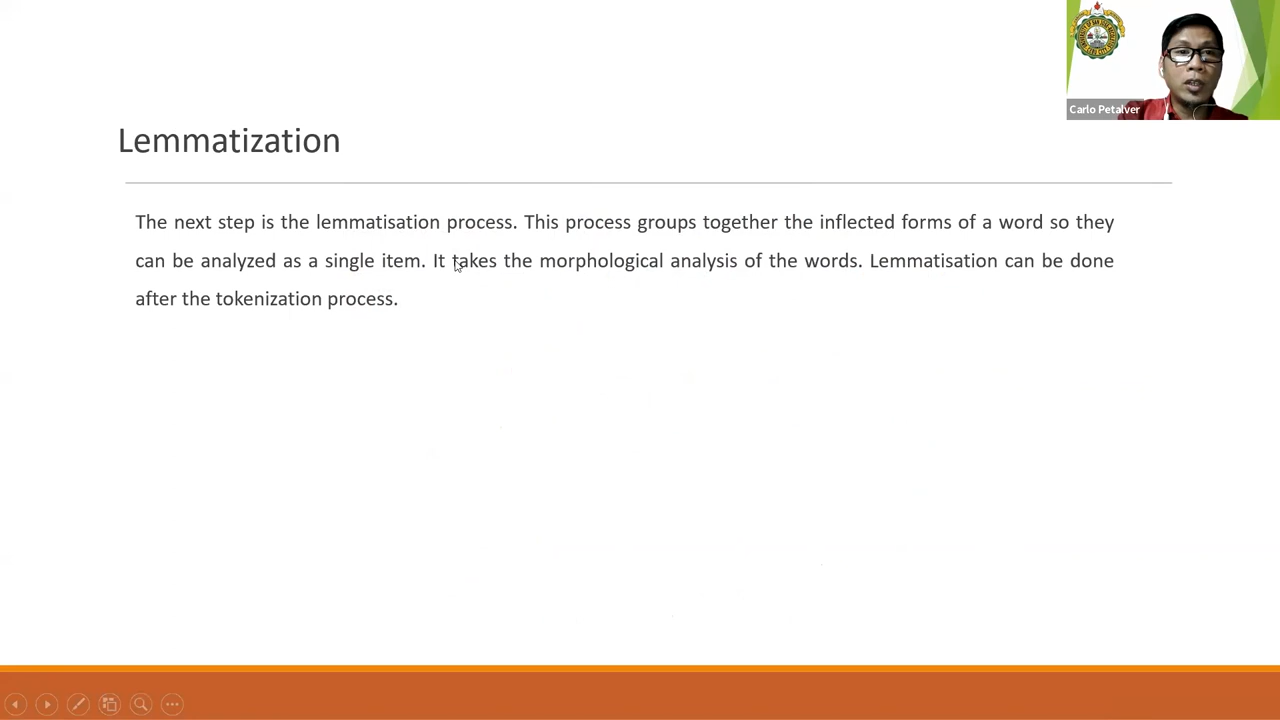 Carlo Petalver
Lemmatization
The next step is the lemmatisation process. This process groups together the inflected forms of a word so they
can be analyzed as a single item. It takes the morphological analysis of the words. Lemmatisation can be done
after the tokenization process.